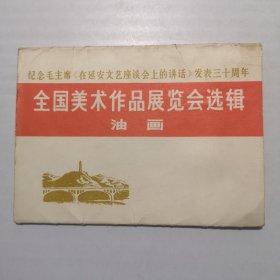 纪念毛主席《在延安文艺座谈会上的讲话》发表三十周年
全国美术作品展览会选辑
油画